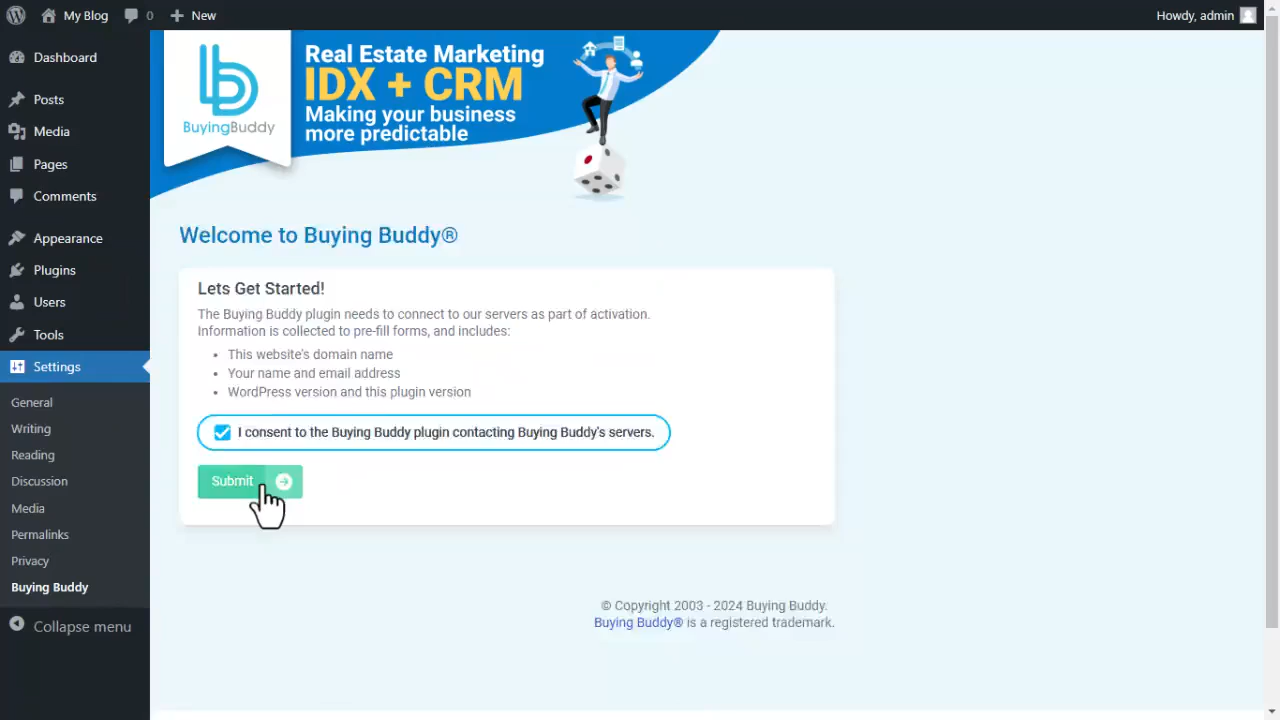 My Blog
0
New
Howdy, admin
Dashboard
Posts
Media
Pages
Comments
Appearance
Plugins
Users
Tools
Settings
General
Writing
Reading
Discussion
Media
Permalinks
Privacy
Buying Buddy
Collapse menu
BuyingBuddy
Real Estate Marketing
IDX + CRM
Making your business
more predictable
Welcome to Buying Buddy®
Lets Get Started!
The Buying Buddy plugin needs to connect to our servers as part of activation.
Information is collected to pre-fill forms, and includes:
• This website's domain name
• Your name and email address
• WordPress version and this plugin version
I consent to the Buying Buddy plugin contacting Buying Buddy's servers.
Submit
© Copyright 2003 - 2024 Buying Buddy.
Buying Buddy® is a registered trademark.